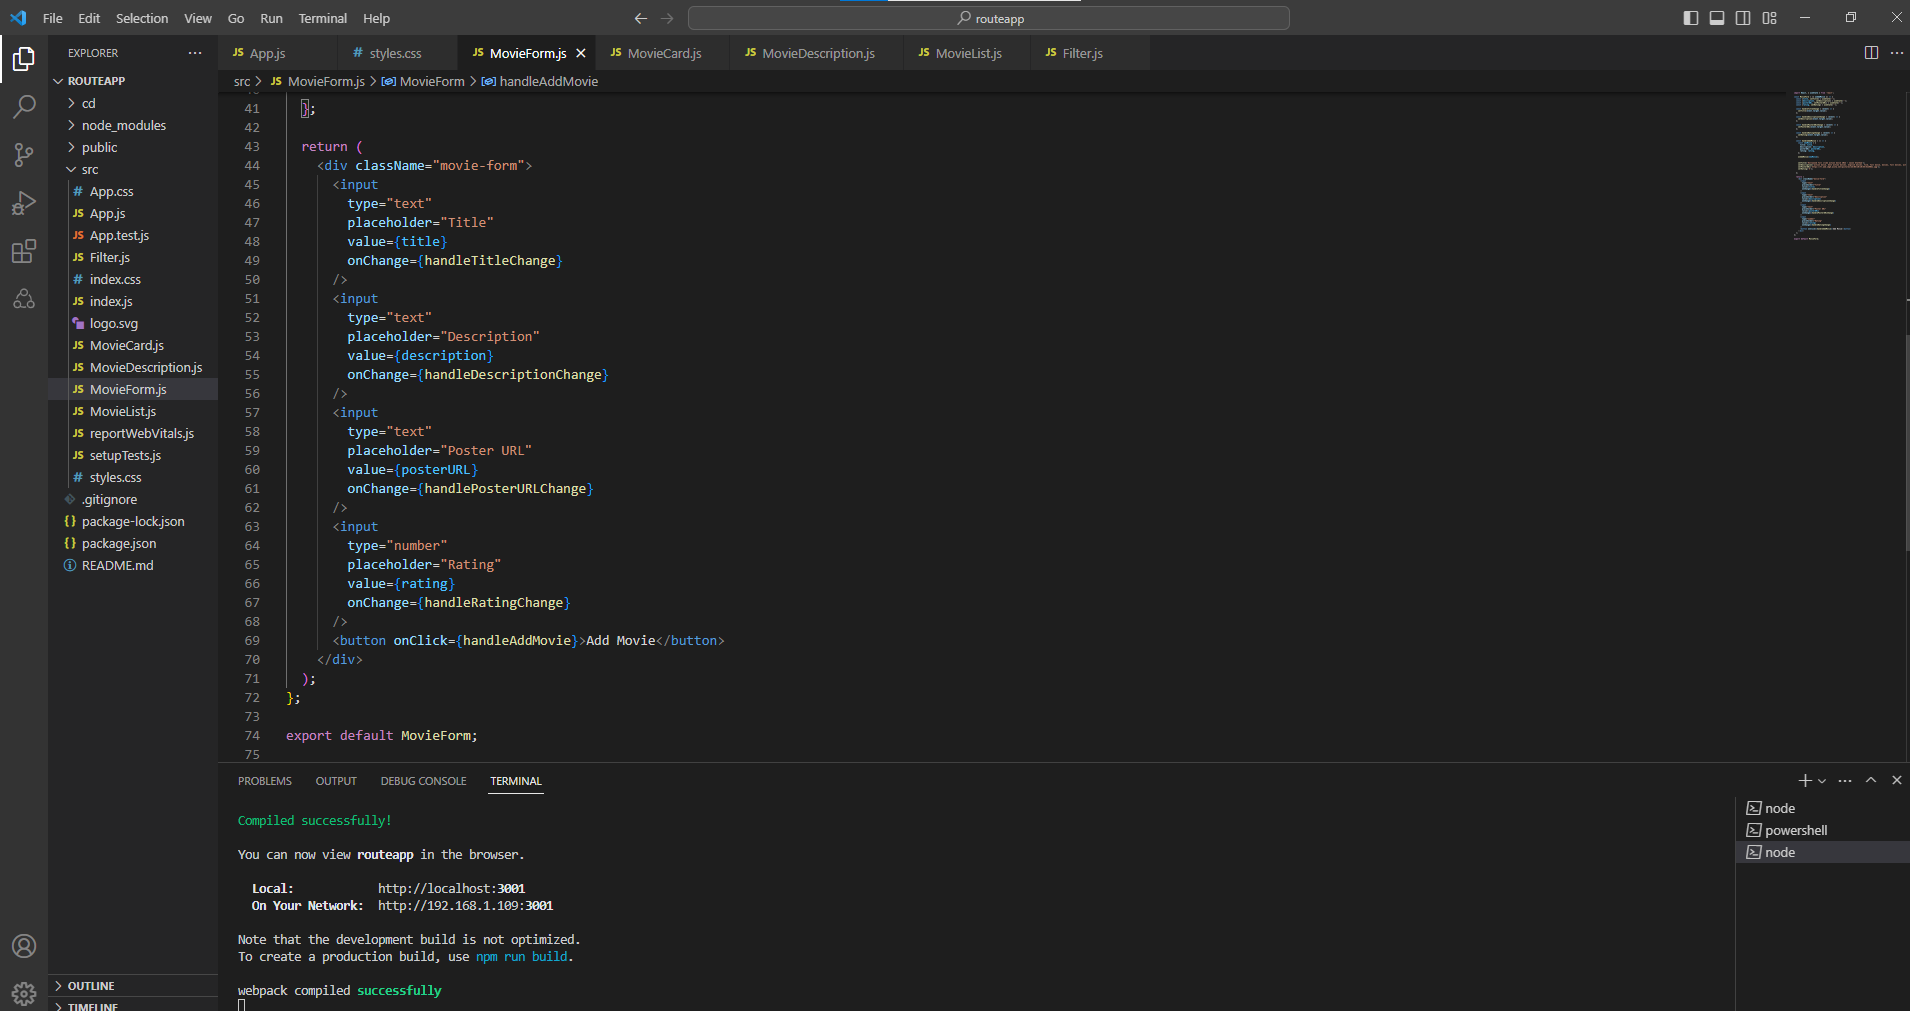 File Edit Selection View Go Run Terminal Help
routeapp
EXPLORER
ROUTEAPP
cd
node_modules
public
src
# App.css
JS App.js
JS App.test.js
JS Filter.js
# index.css
JS index.js
logo.svg
JS MovieCard.js
JS MovieDescription.js
JS MovieForm.js
JS MovieList.js
JS reportWebVitals.js
JS setupTests.js
# styles.css
.gitignore
{} package-lock.json
{} package.json
README.md
OUTLINE
TIMELINE
JS App.js # styles.css JS MovieForm.js JS MovieCard.js JS MovieDescription.js JS MovieList.js JS Filter.js
src > JS MovieForm.js > MovieForm > handleAddMovie
41 };
42
43 return (
44 <div className="movie-form">
45 <input
46 type="text"
47 placeholder="Title"
48 value={title}
49 onChange={handleTitleChange}
50 />
51 <input
52 type="text"
53 placeholder="Description"
54 value={description}
55 onChange={handleDescriptionChange}
56 />
57 <input
58 type="text"
59 placeholder="Poster URL"
60 value={posterURL}
61 onChange={handlePosterURLChange}
62 />
63 <input
64 type="number"
65 placeholder="Rating"
66 value={rating}
67 onChange={handleRatingChange}
68 />
69 <button onClick={handleAddMovie}>Add Movie</button>
70 </div>
71 );
72 };
73
74 export default MovieForm;
75
PROBLEMS OUTPUT DEBUG CONSOLE TERMINAL
Compiled successfully!
You can now view routeapp in the browser.
Local: http://localhost:3001
On Your Network: http://192.168.1.109:3001
Note that the development build is not optimized.
To create a production build, use npm run build.
webpack compiled successfully
node
powershell
node